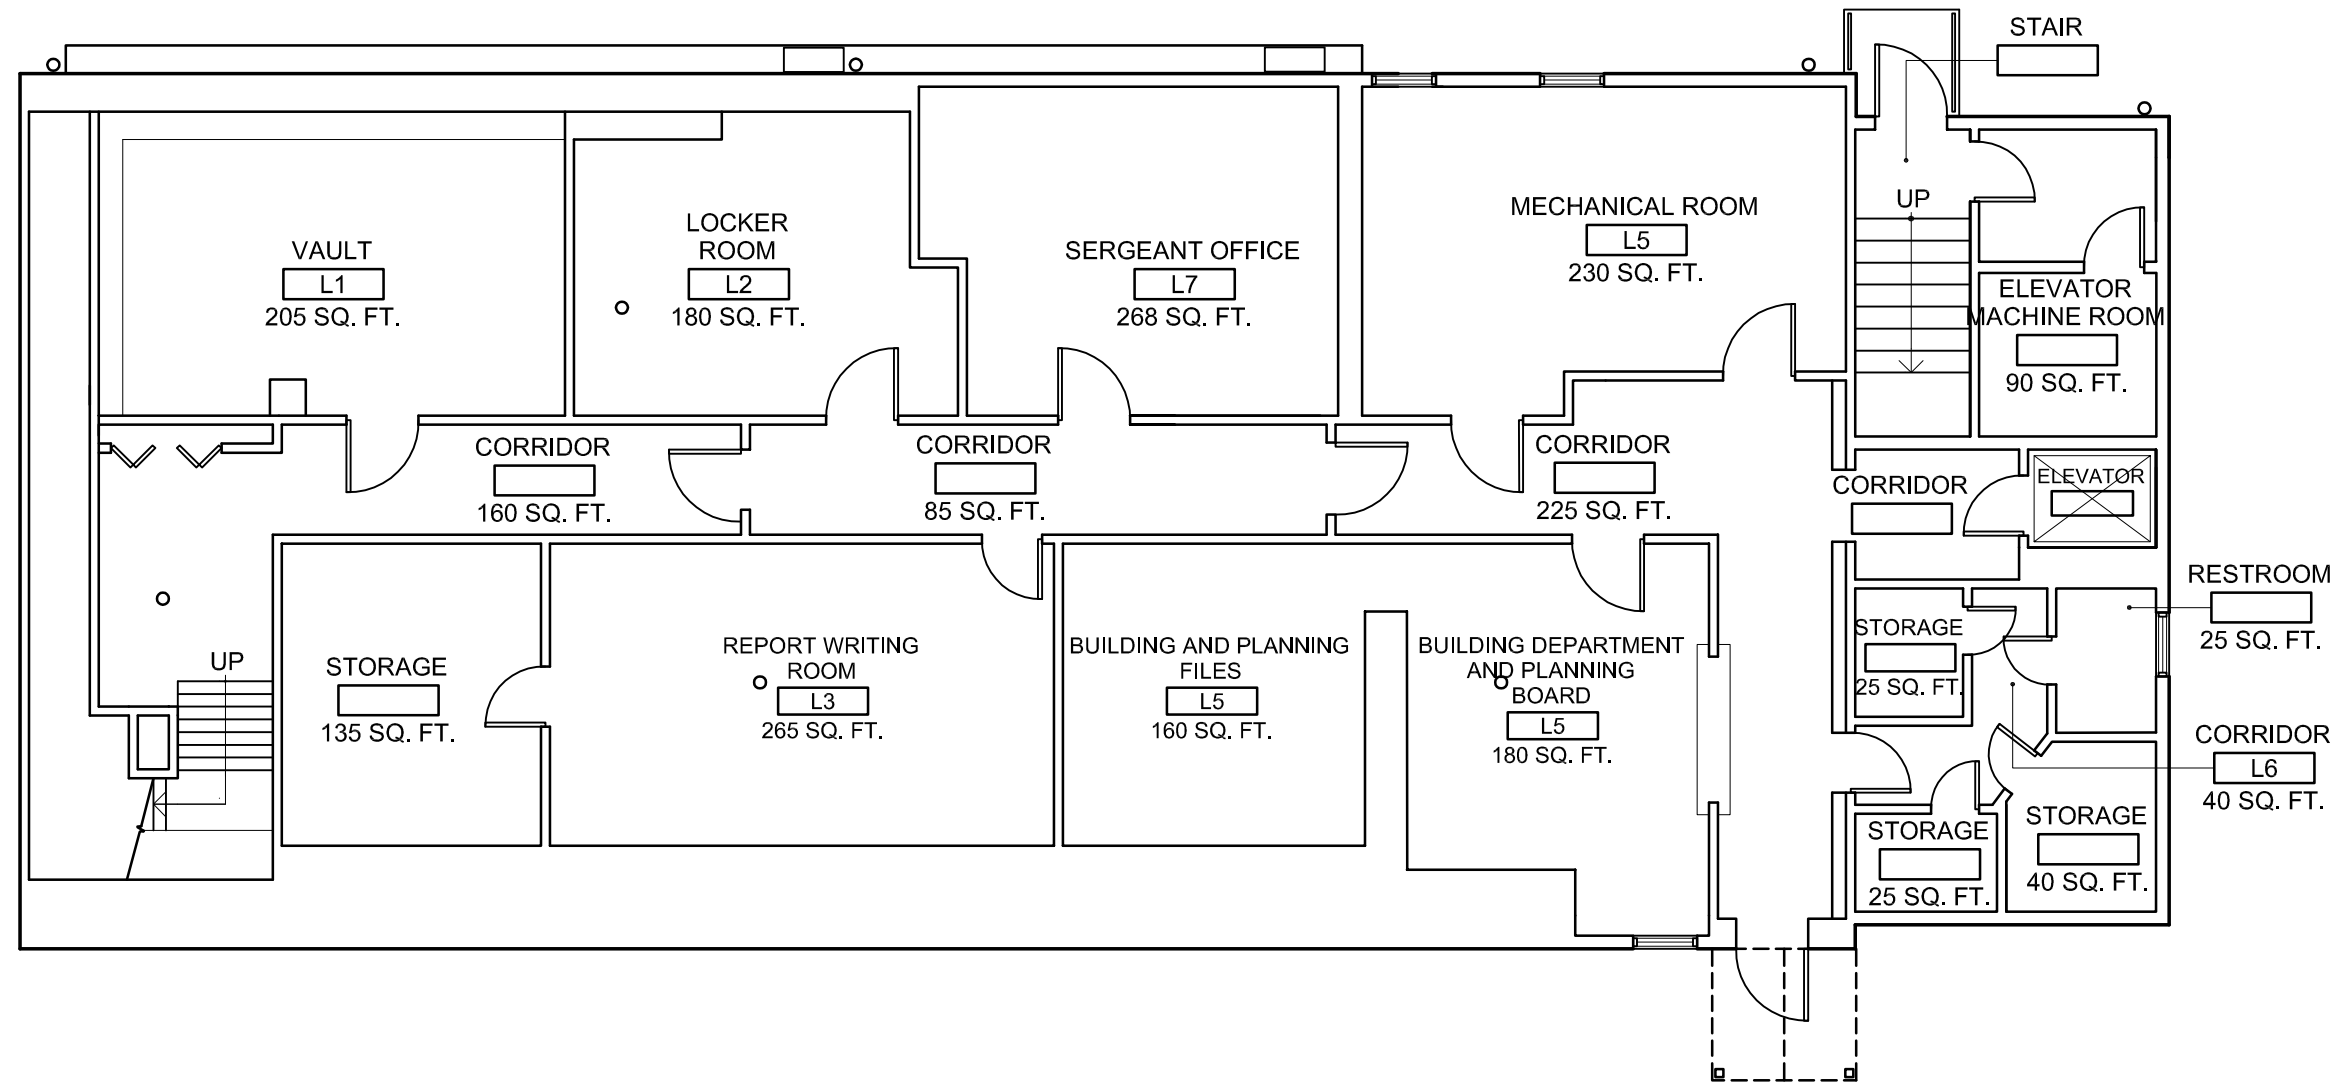 STAIR
VAULT
L1
205 SQ. FT.
LOCKER
ROOM
L2
180 SQ. FT.
SERGEANT OFFICE
L7
268 SQ. FT.
MECHANICAL ROOM
L5
230 SQ. FT.
UP
ELEVATOR
MACHINE ROOM
90 SQ. FT.
CORRIDOR
160 SQ. FT.
CORRIDOR
85 SQ. FT.
CORRIDOR
225 SQ. FT.
CORRIDOR
ELEVATOR
RESTROOM
25 SQ. FT.
UP
STORAGE
135 SQ. FT.
REPORT WRITING
ROOM
L3
265 SQ. FT.
BUILDING AND PLANNING
FILES
L5
160 SQ. FT.
BUILDING DEPARTMENT
AND PLANNING
BOARD
L5
180 SQ. FT.
STORAGE
25 SQ. FT.
CORRIDOR
L6
40 SQ. FT.
STORAGE
25 SQ. FT.
STORAGE
40 SQ. FT.